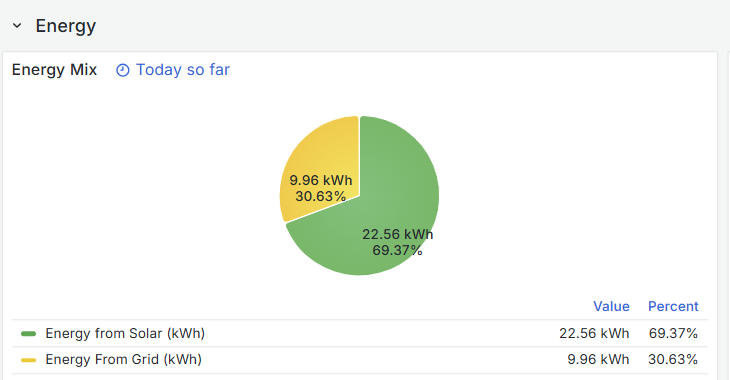 Energy
Energy Mix Today so far
9.96 kWh
30.63%
22.56 kWh
69.37%
Value Percent
Energy from Solar (kWh) 22.56 kWh 69.37%
Energy From Grid (kWh) 9.96 kWh 30.63%